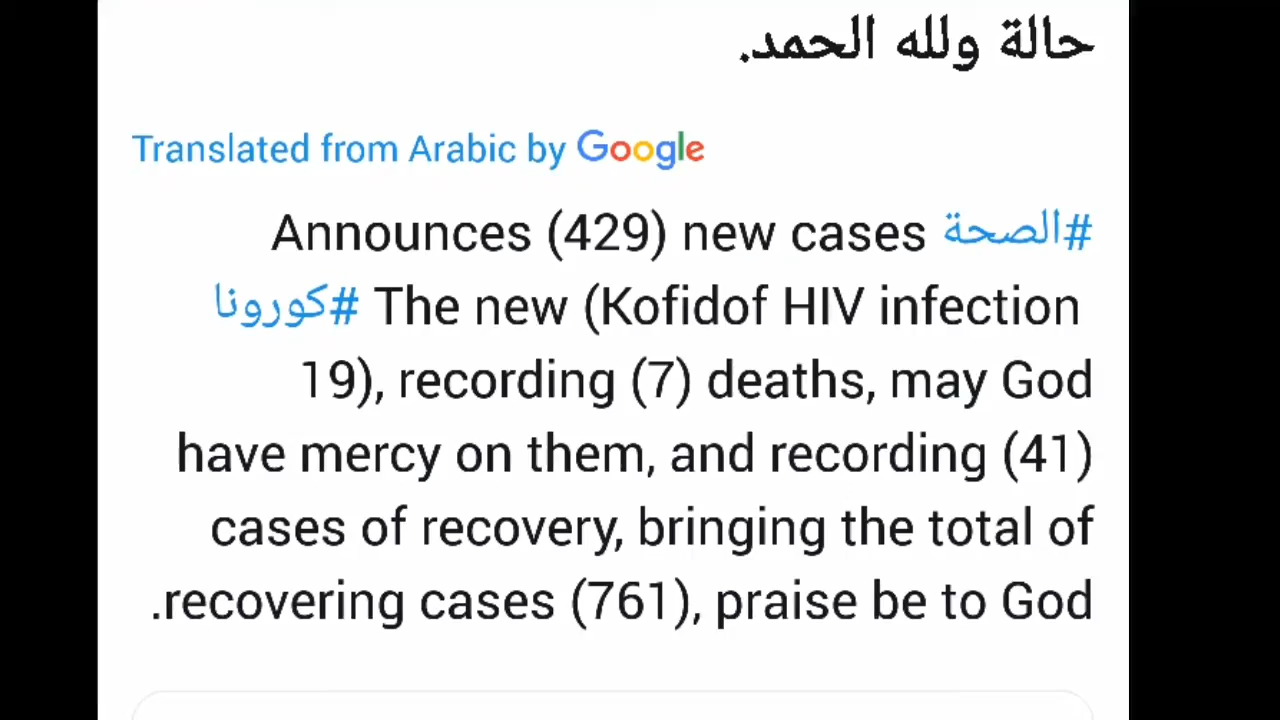 حالة ولله الحمد.
Translated from Arabic by Google
Announces (429) new cases #الصحة
#كورونا The new (Kofidof HIV infection
19), recording (7) deaths, may God
have mercy on them, and recording (41)
cases of recovery, bringing the total of
.recovering cases (761), praise be to God